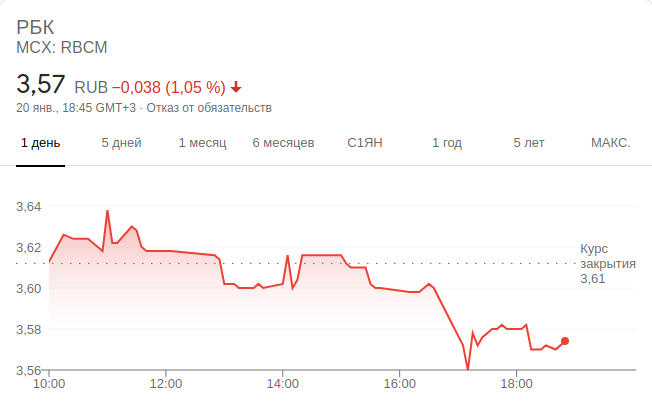 РБК
MCX: RBCM
3,57 RUB −0,038 (1,05 %)
20 янв., 18:45 GMT+3 · Отказ от обязательств
1 день 5 дней 1 месяц 6 месяцев С1ЯН 1 год 5 лет МАКС.
3,64
3,62
3,60
3,58
3,56
Курс
закрытия
3,61
10:00 12:00 14:00 16:00 18:00